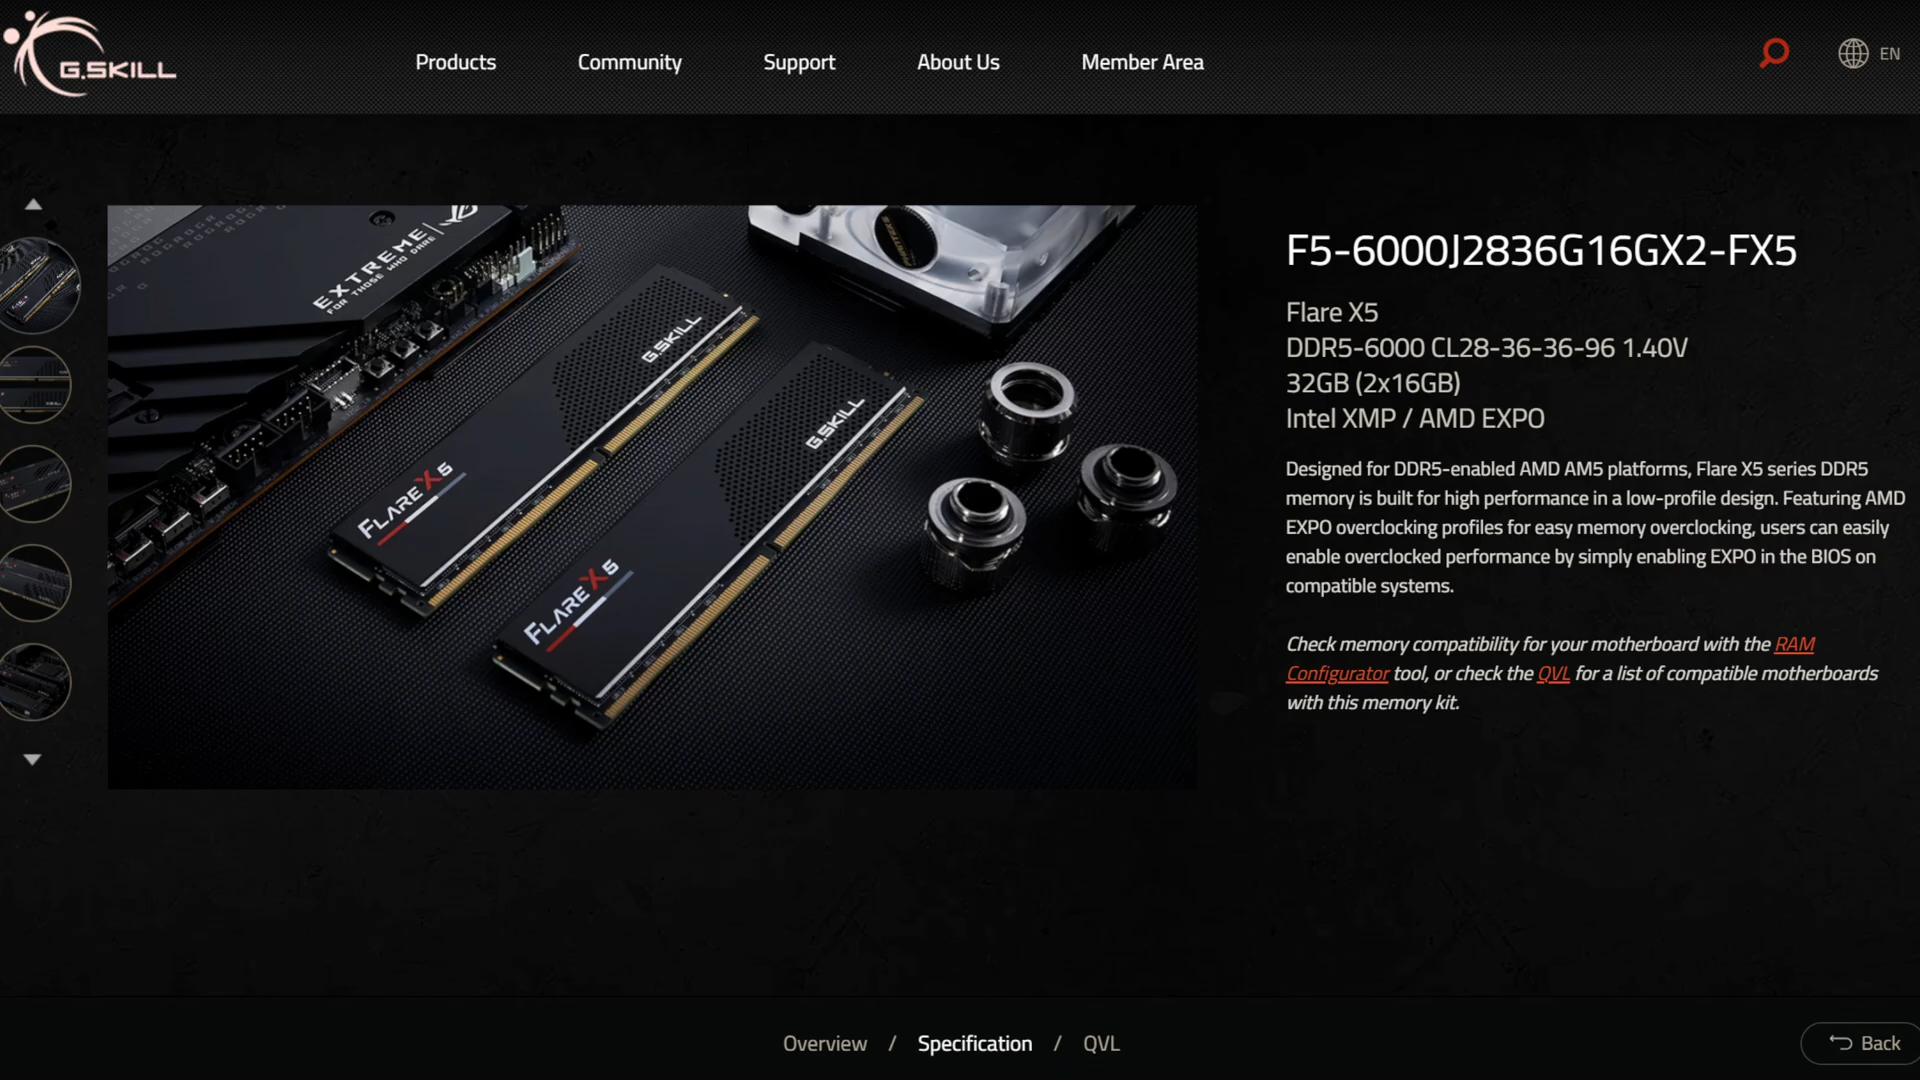 G.SKILL
Products
Community
Support
About Us
Member Area
EN
EXTREME
FOR THOSE WHO DARE
G.SKILL
FLARE X5
G.SKILL
FLARE X5
F5-6000J2836G16GX2-FX5
Flare X5
DDR5-6000 CL28-36-36-96 1.40V
32GB (2x16GB)
Intel XMP / AMD EXPO
Designed for DDR5-enabled AMD AM5 platforms, Flare X5 series DDR5
memory is built for high performance in a low-profile design. Featuring AMD
EXPO overclocking profiles for easy memory overclocking, users can easily
enable overclocked performance by simply enabling EXPO in the BIOS on
compatible systems.
Check memory compatibility for your motherboard with the RAM
Configurator tool, or check the QVL for a list of compatible motherboards
with this memory kit.
Overview / Specification / QVL
Back